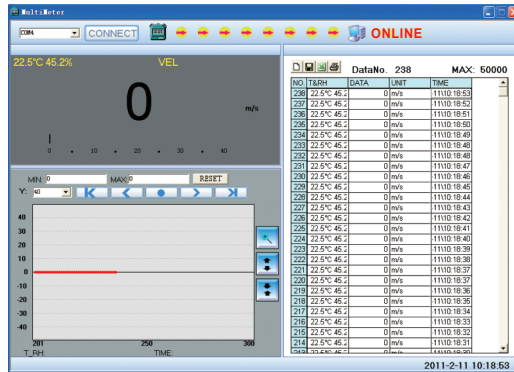 MultiMeter
COM4 CONNECT ONLINE
22.5°C 45.2% VEL
0 m/s
0 10 20 30 40
MIN: 0 MAX: 0 RESET
Y: 40
40
30
20
10
0
-10
-20
-30
-40
201 250 300
T_RH: TIME:
DataNo. 238 MAX: 50000
NO. T&RH DATA UNIT TIME
238 22.5°C 45.2 0 m/s -11\10:18:53
237 22.5°C 45.2 0 m/s -11\10:18:52
236 22.5°C 45.2 0 m/s -11\10:18:51
235 22.5°C 45.2 0 m/s -11\10:18:50
234 22.5°C 45.2 0 m/s -11\10:18:49
233 22.5°C 45.2 0 m/s -11\10:18:48
232 22.5°C 45.2 0 m/s -11\10:18:48
231 22.5°C 45.2 0 m/s -11\10:18:47
230 22.5°C 45.2 0 m/s -11\10:18:46
229 22.5°C 45.2 0 m/s -11\10:18:45
228 22.5°C 45.2 0 m/s -11\10:18:44
227 22.5°C 45.2 0 m/s -11\10:18:43
226 22.5°C 45.2 0 m/s -11\10:18:42
225 22.5°C 45.2 0 m/s -11\10:18:41
224 22.5°C 45.2 0 m/s -11\10:18:40
223 22.5°C 45.2 0 m/s -11\10:18:39
222 22.5°C 45.2 0 m/s -11\10:18:38
221 22.5°C 45.2 0 m/s -11\10:18:37
220 22.5°C 45.2 0 m/s -11\10:18:37
219 22.5°C 45.2 0 m/s -11\10:18:36
218 22.5°C 45.2 0 m/s -11\10:18:35
217 22.5°C 45.2 0 m/s -11\10:18:34
216 22.5°C 45.2 0 m/s -11\10:18:33
215 22.5°C 45.2 0 m/s -11\10:18:32
214 22.5°C 45.2 0 m/s -11\10:18:31
2011-2-11 10:18:53